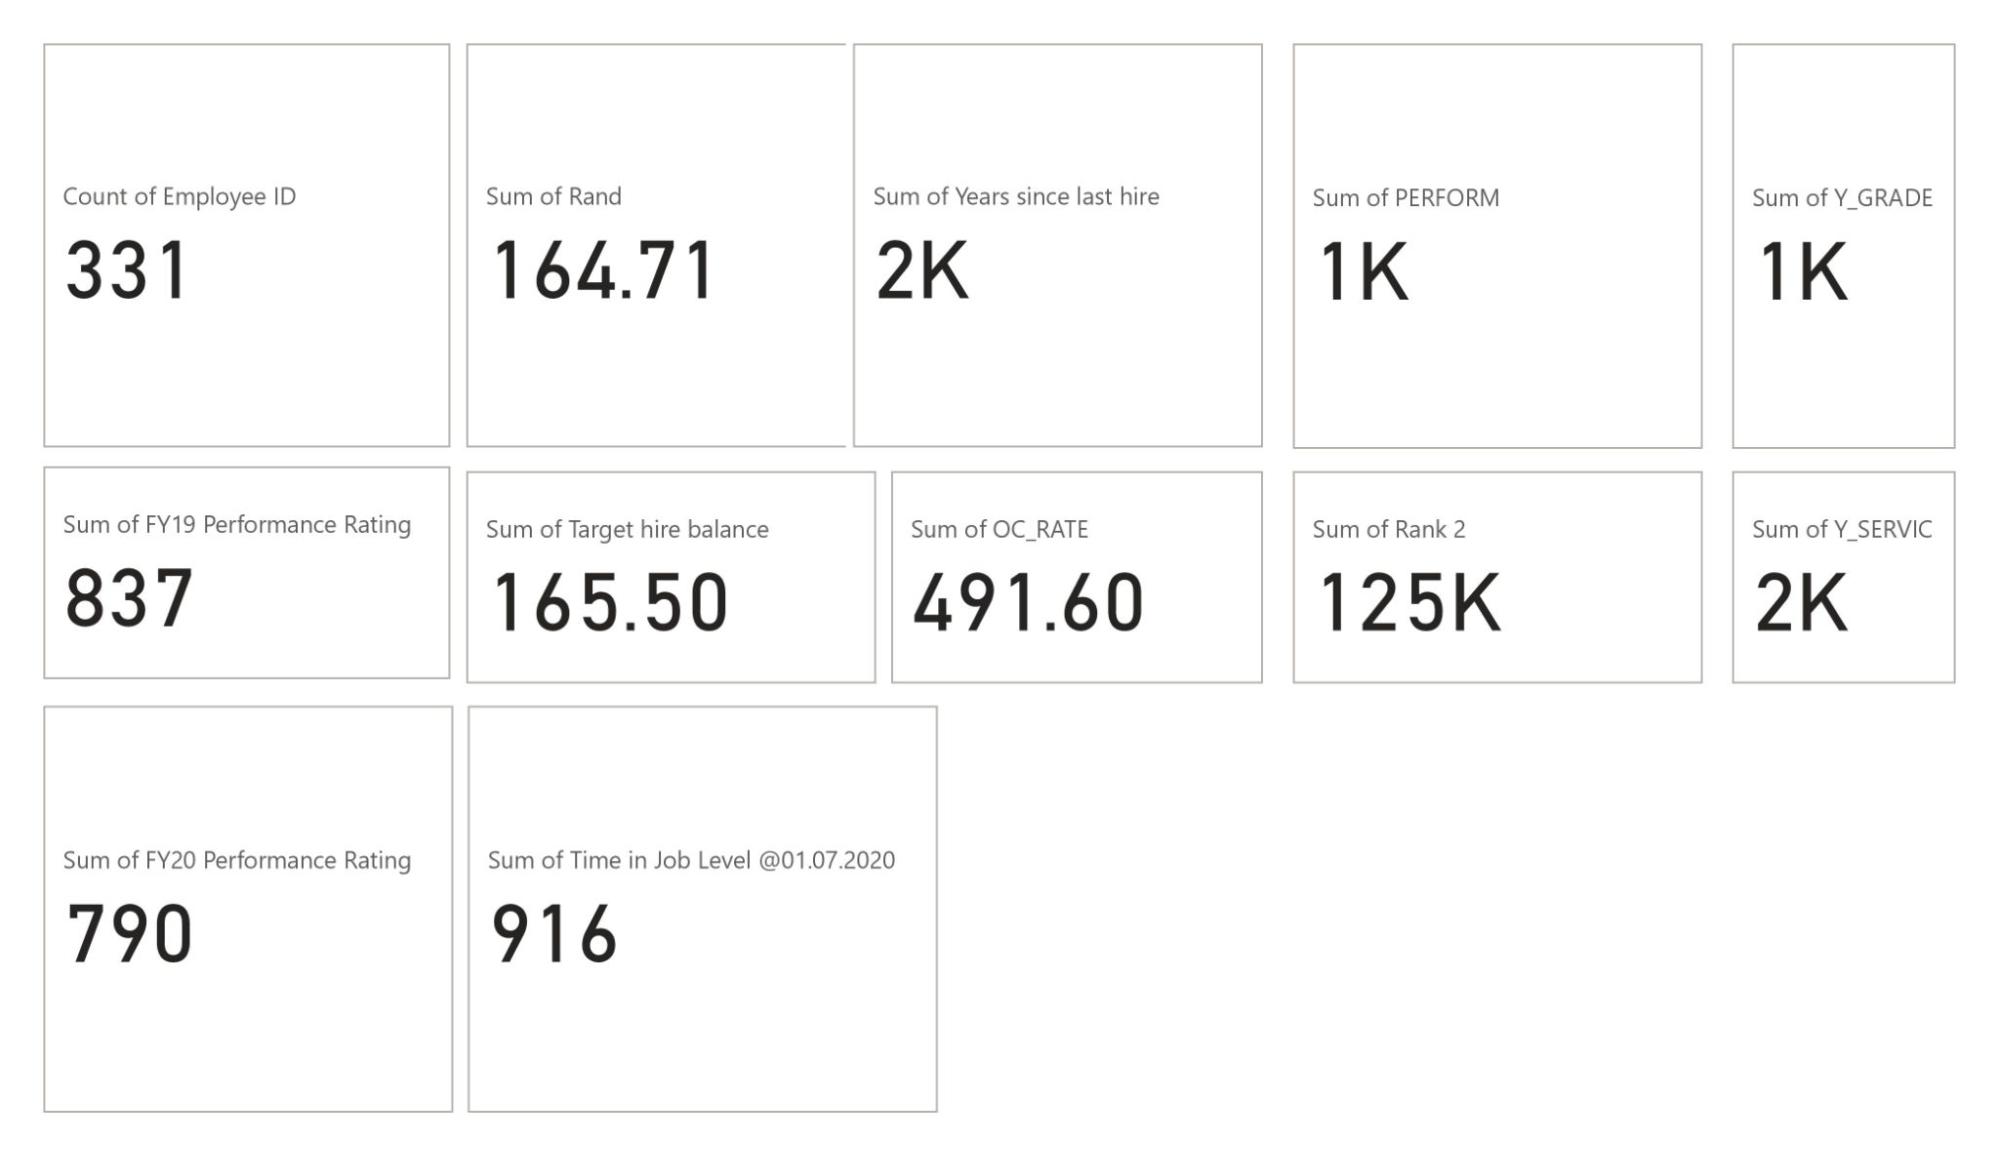 Count of Employee ID
331
Sum of Rand
164.71
Sum of Years since last hire
2K
Sum of PERFORM
1K
Sum of Y_GRADE
1K
Sum of FY19 Performance Rating
837
Sum of Target hire balance
165.50
Sum of OC_RATE
491.60
Sum of Rank 2
125K
Sum of Y_SERVIC
2K
Sum of FY20 Performance Rating
790
Sum of Time in Job Level @01.07.2020
916